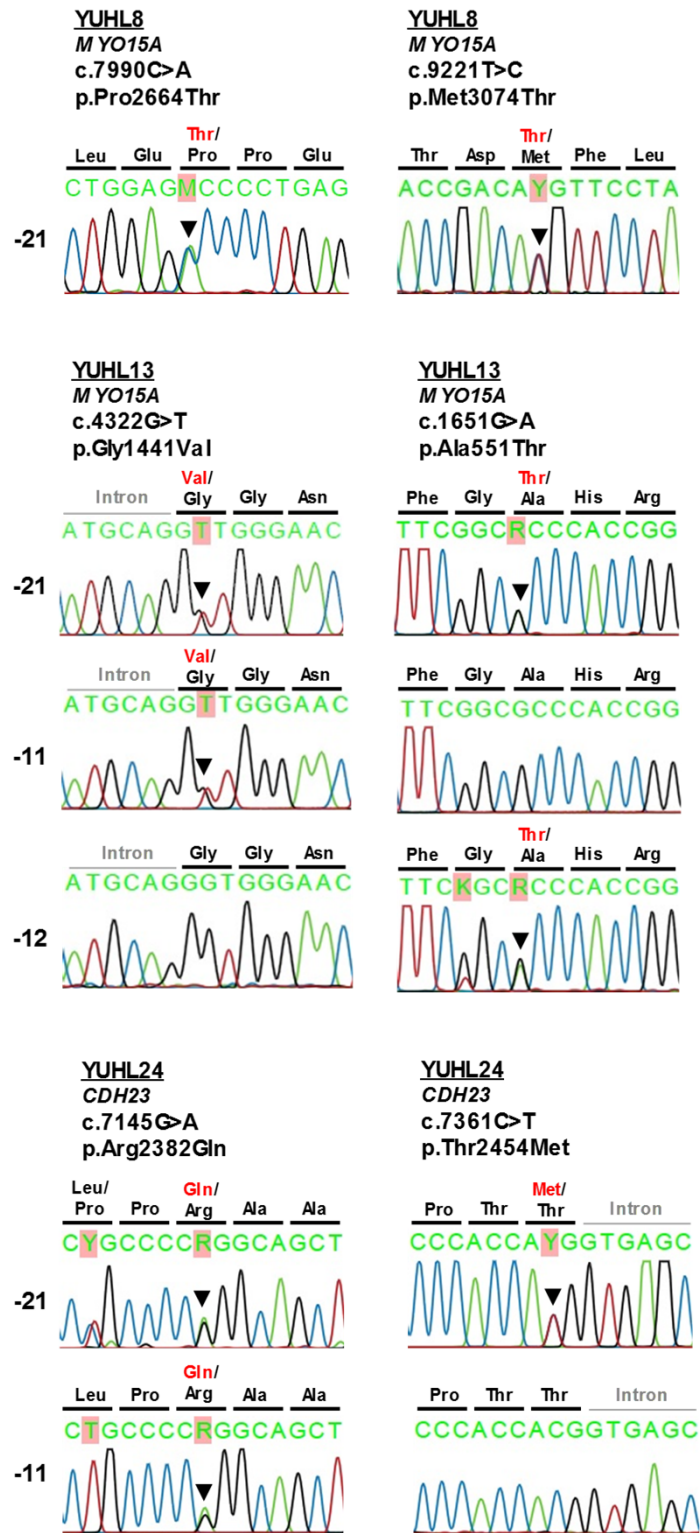 YUHL8
MYO15A
c.7990C>A
p.Pro2664Thr
Thr/
Leu Glu Pro Pro Glu
CTGGAGMCCCCTGAG
-21
YUHL8
MYO15A
c.9221T>C
p.Met3074Thr
Thr/
Thr Asp Met Phe Leu
ACCGACAYGTTCCTA
YUHL13
MYO15A
c.4322G>T
p.Gly1441Val
Val/
Intron Gly Gly Asn
ATGCAGGTTGGGAAC
-21
Val/
Intron Gly Gly Asn
ATGCAGGTTGGGAAC
-11
Intron Gly Gly Asn
ATGCAGGGTGGGAAC
-12
YUHL13
MYO15A
c.1651G>A
p.Ala551Thr
Thr/
Phe Gly Ala His Arg
TTCGGCRCCCACCGG
Phe Gly Ala His Arg
TTCGGCGCCCACCGG
Thr/
Phe Gly Ala His Arg
TTCKGCRCCCACCGG
YUHL24
CDH23
c.7145G>A
p.Arg2382Gln
Leu/ Gln/
Pro Pro Arg Ala Ala
CYGCCCCRGGCAGCT
-21
Gln/
Leu Pro Arg Ala Ala
CTGCCCCRGGCAGCT
-11
YUHL24
CDH23
c.7361C>T
p.Thr2454Met
Met/
Pro Thr Thr Intron
CCCACCAYGGTGAGC
Pro Thr Thr Intron
CCCACCACGGTGAGC